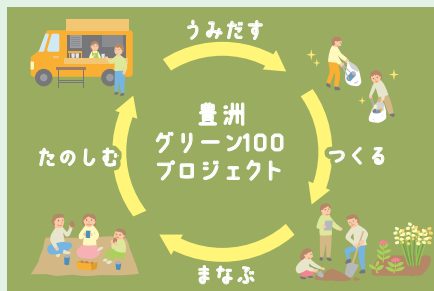 うみだす
豊洲
グリーン100
プロジェクト
たのしむ
つくる
まなぶ